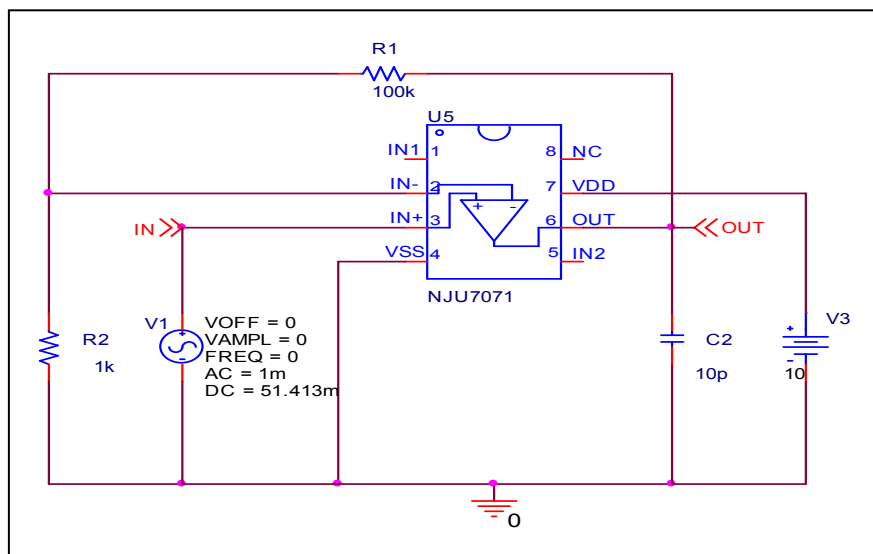 R1
100k
U5
IN1 1
8 NC
IN- 2
7 VDD
+ -
IN
IN+ 3
6 OUT
OUT
VSS 4
5 IN2
NJU7071
R2
1k
V1
+
-
VOFF = 0
VAMPL = 0
FREQ = 0
AC = 1m
DC = 51.413m
C2
10p
V3
+
-
10
0